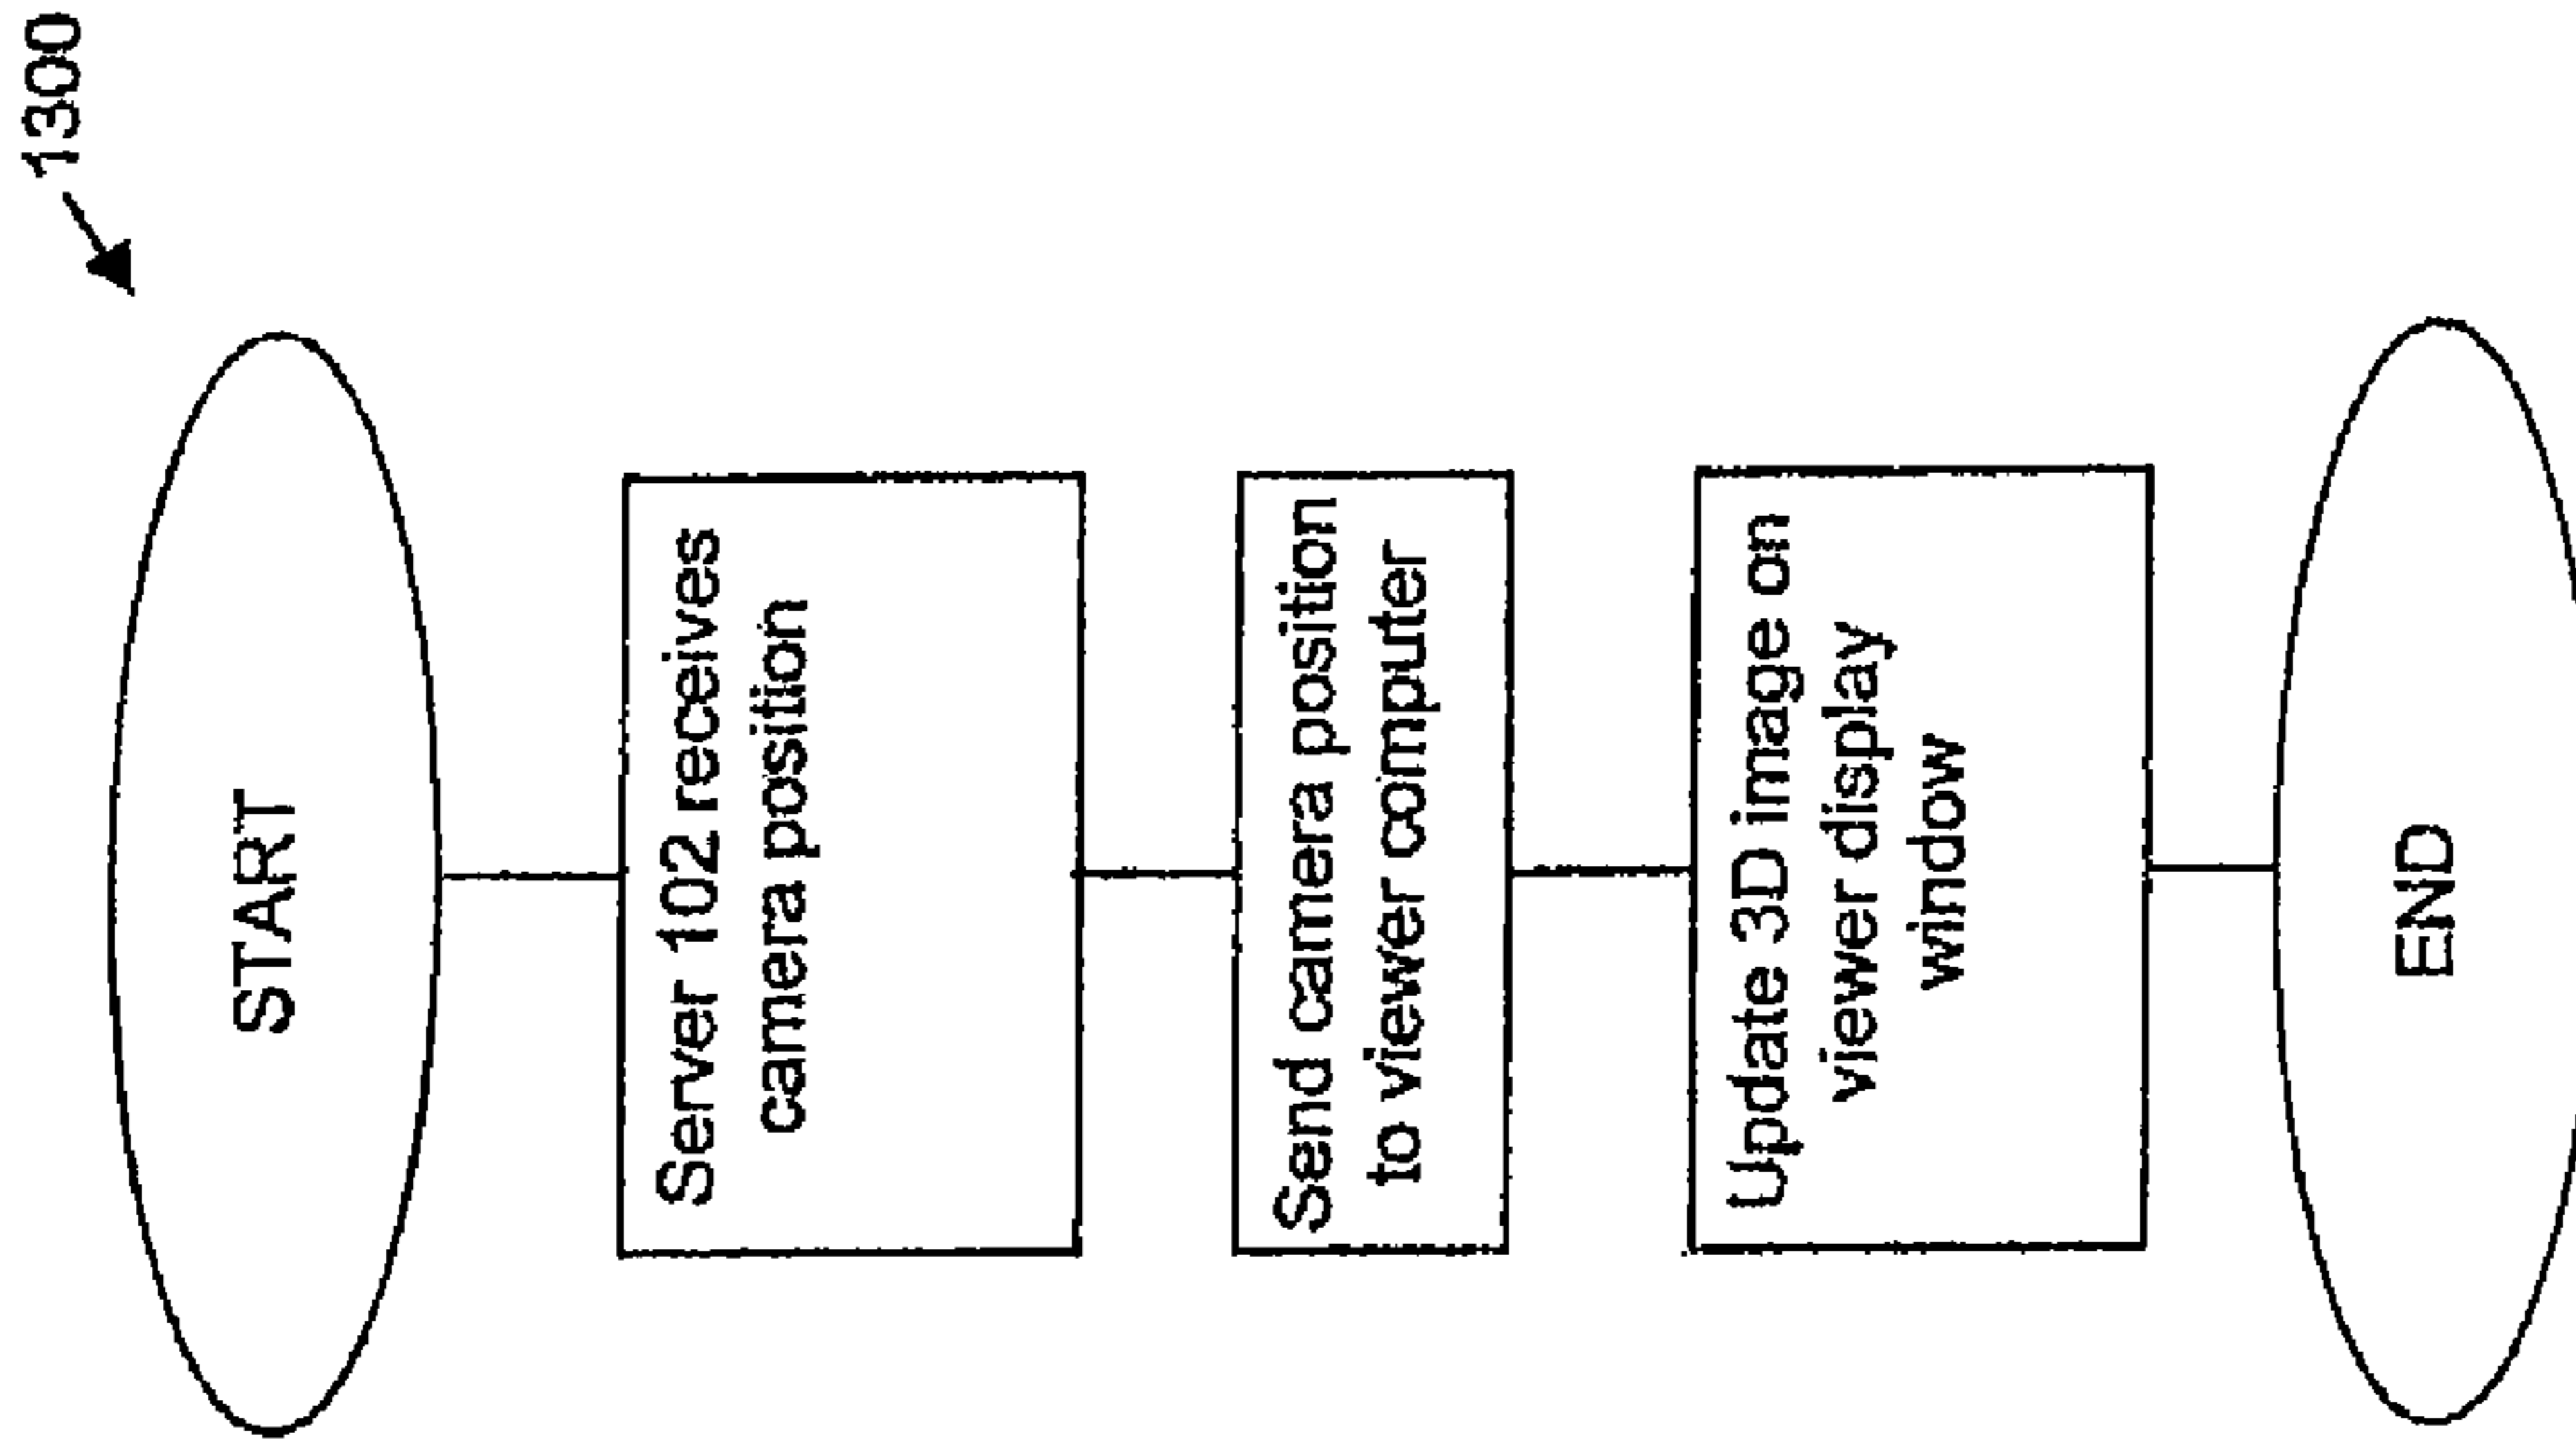 1300
START
Server 102 receives
camera position
Send camera position
to viewer computer
Update 3D image on
viewer display
window
END